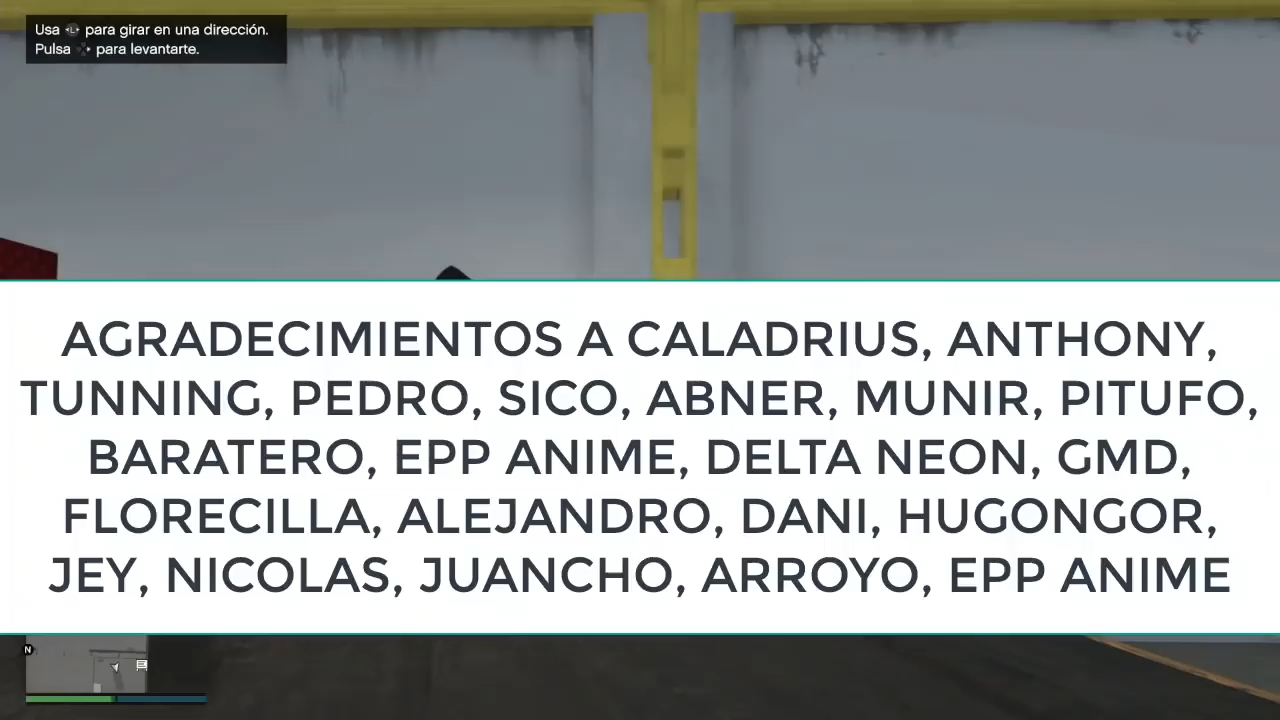 Usa L para girar en una dirección.
Pulsa para levantarte.
AGRADECIMIENTOS A CALADRIUS, ANTHONY,
TUNNING, PEDRO, SICO, ABNER, MUNIR, PITUFO,
BARATERO, EPP ANIME, DELTA NEON, GMD,
FLORECILLA, ALEJANDRO, DANI, HUGONGOR,
JEY, NICOLAS, JUANCHO, ARROYO, EPP ANIME
N